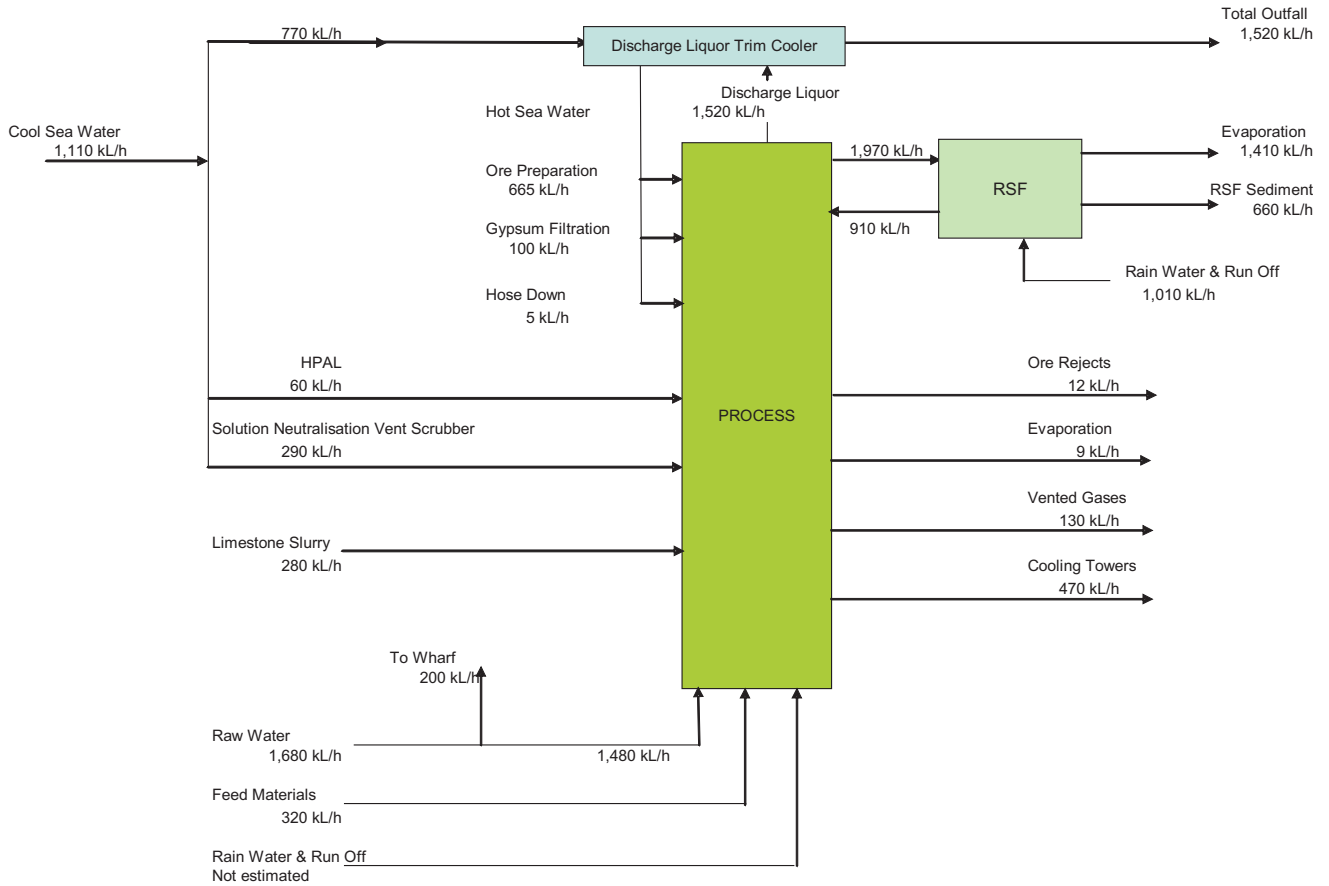 770 kL/h
Discharge Liquor Trim Cooler
Total Outfall
1,520 kL/h
Discharge Liquor
1,520 kL/h
Hot Sea Water
Cool Sea Water
1,110 kL/h
Ore Preparation
665 kL/h
Gypsum Filtration
100 kL/h
Hose Down
5 kL/h
1,970 kL/h
RSF
910 kL/h
Evaporation
1,410 kL/h
RSF Sediment
660 kL/h
Rain Water & Run Off
1,010 kL/h
HPAL
60 kL/h
Solution Neutralisation Vent Scrubber
290 kL/h
PROCESS
Ore Rejects
12 kL/h
Evaporation
9 kL/h
Vented Gases
130 kL/h
Cooling Towers
470 kL/h
Limestone Slurry
280 kL/h
To Wharf
200 kL/h
Raw Water
1,680 kL/h
1,480 kL/h
Feed Materials
320 kL/h
Rain Water & Run Off
Not estimated